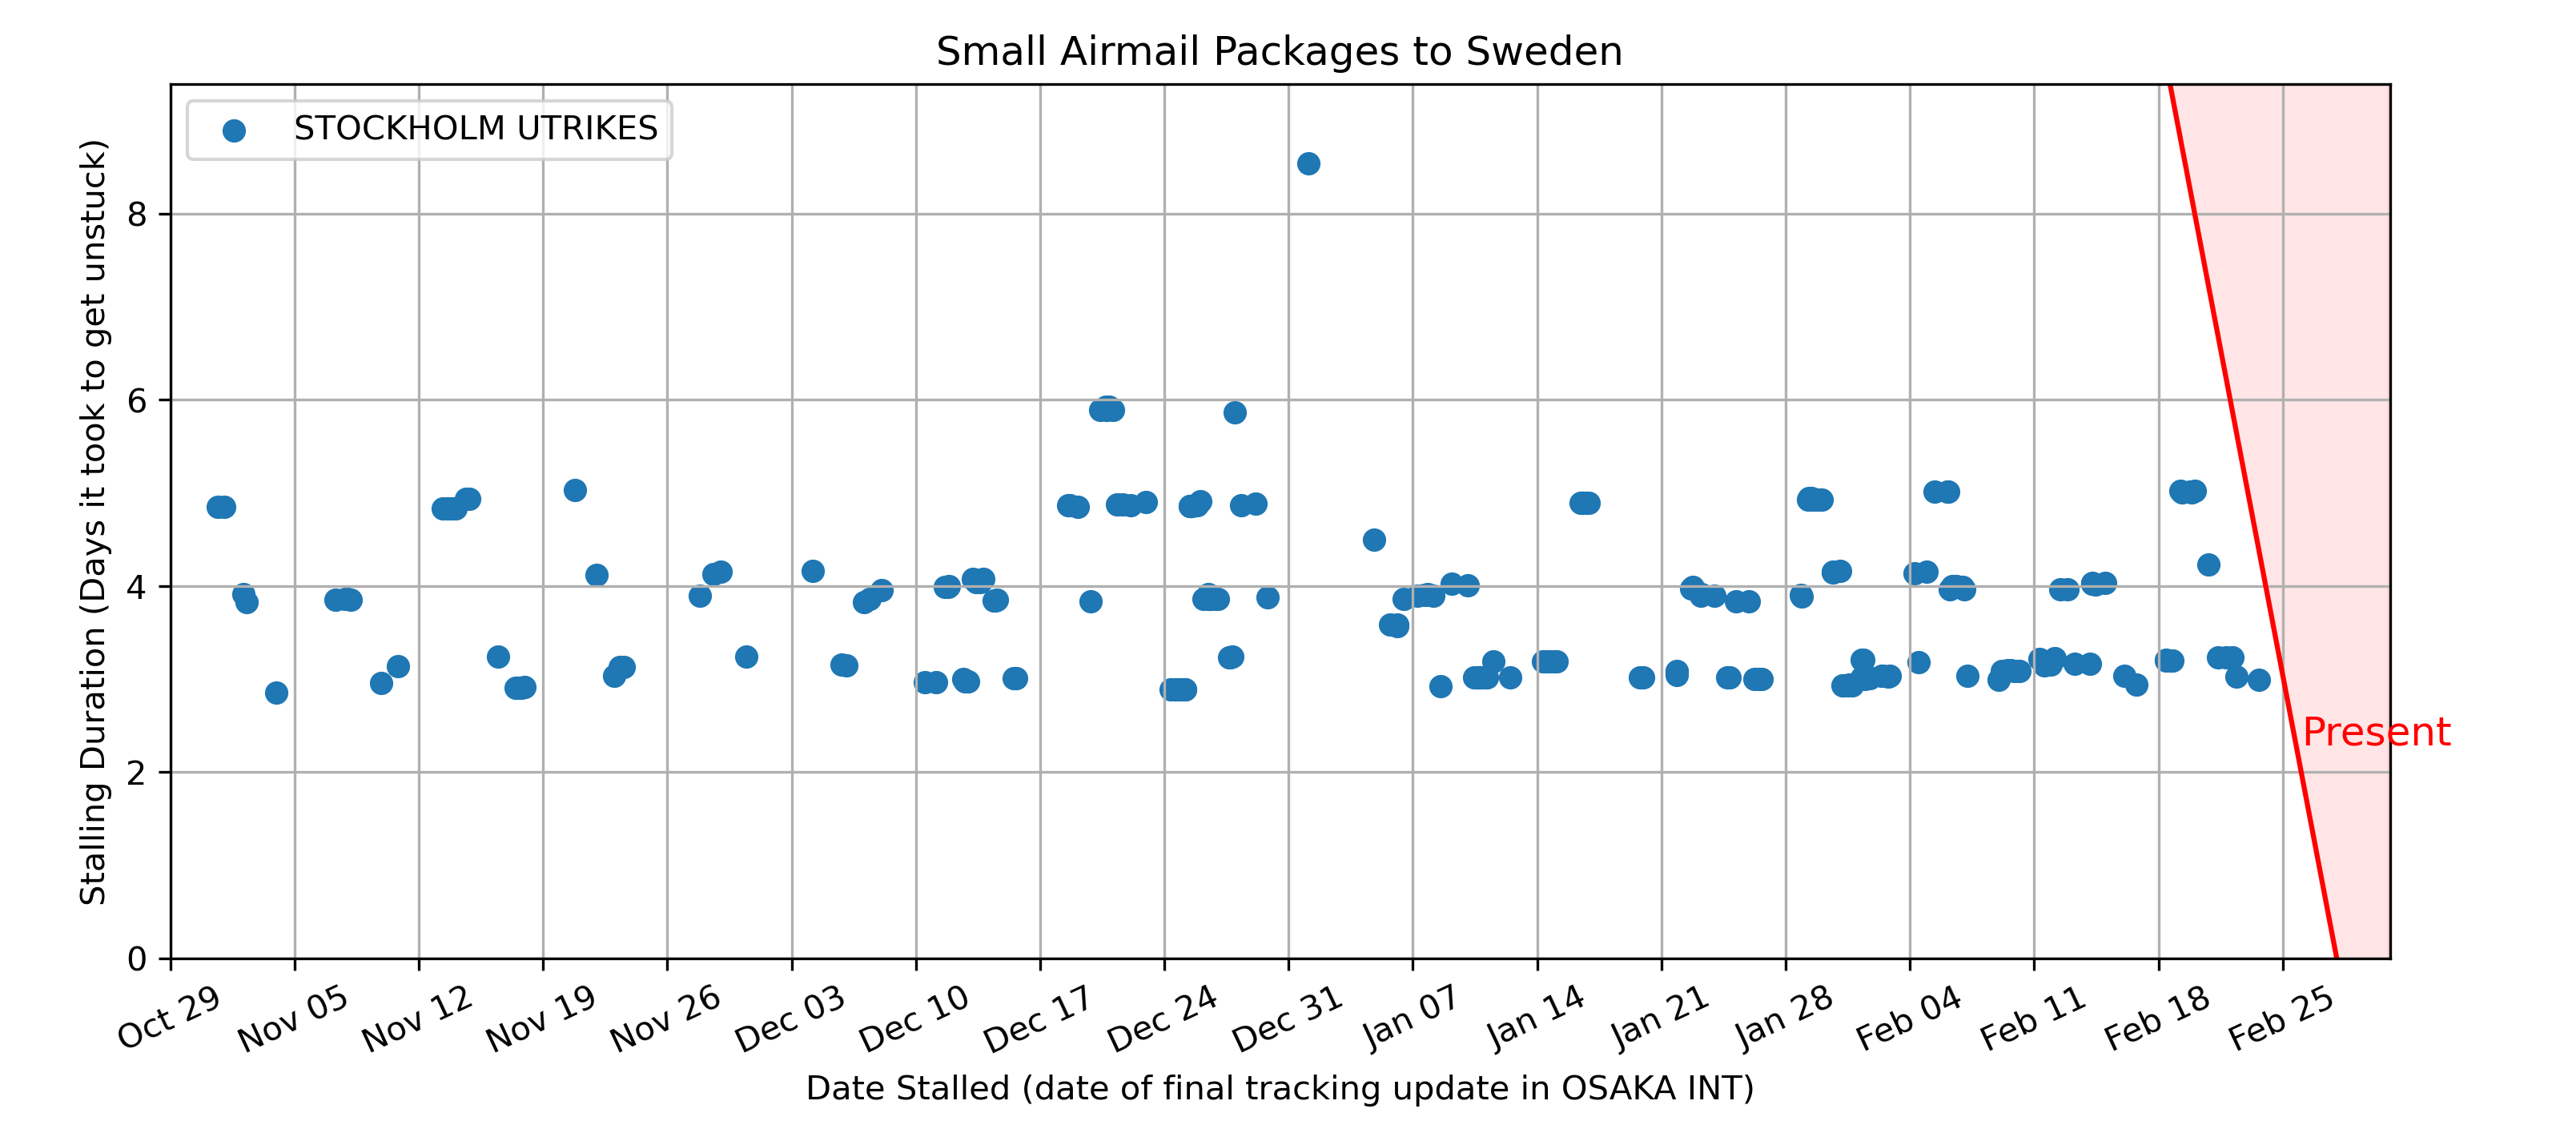 Small Airmail Packages to Sweden
STOCKHOLM UTRIKES
Stalling Duration (Days it took to get unstuck)
8
6
4
2
0
Present
Oct 29
Nov 05
Nov 12
Nov 19
Nov 26
Dec 03
Dec 10
Dec 17
Dec 24
Dec 31
Jan 07
Jan 14
Jan 21
Jan 28
Feb 04
Feb 11
Feb 18
Feb 25
Date Stalled (date of final tracking update in OSAKA INT)